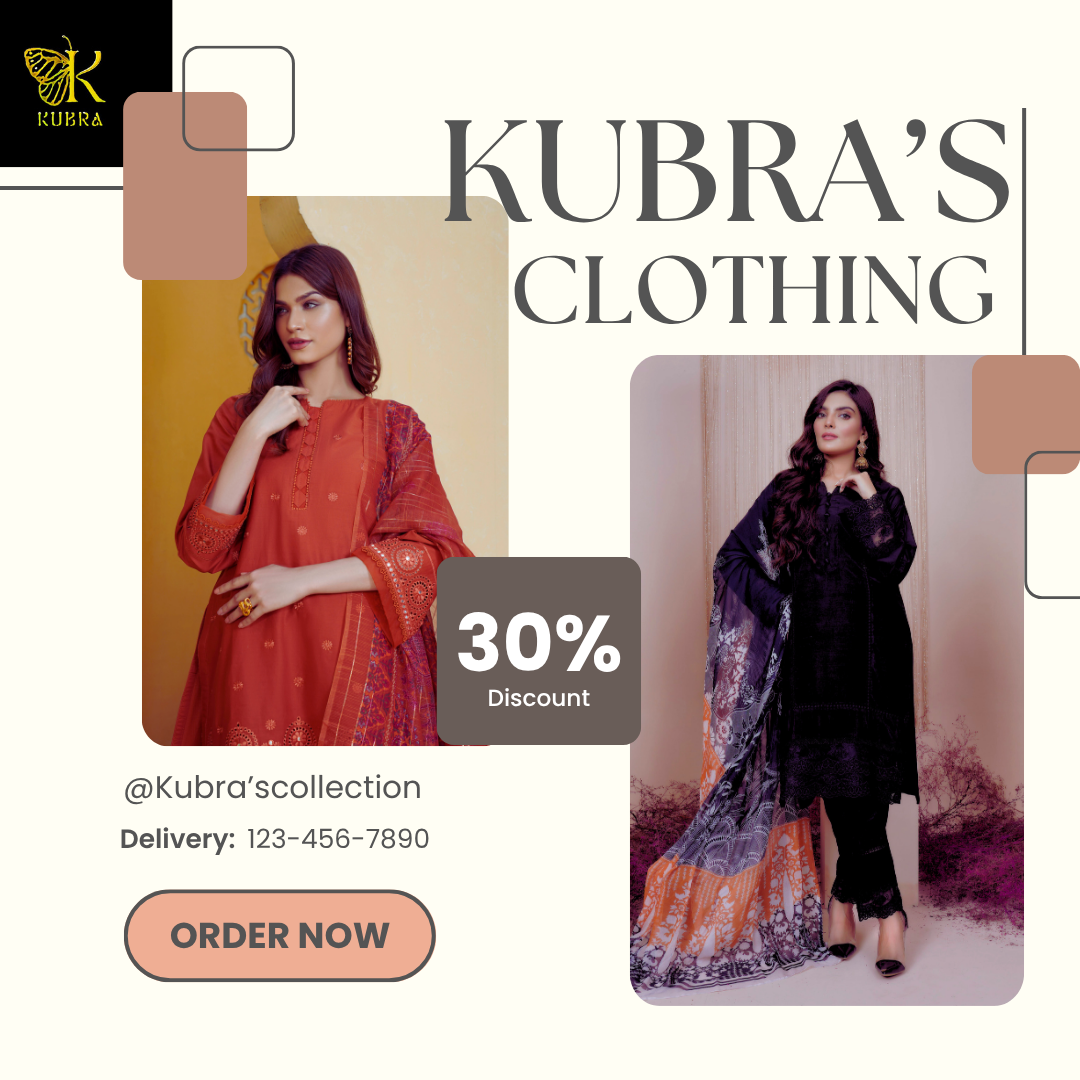 KUBRA
KUBRA’S
CLOTHING
30%
Discount
@Kubra’scollection
Delivery: 123-456-7890
ORDER NOW